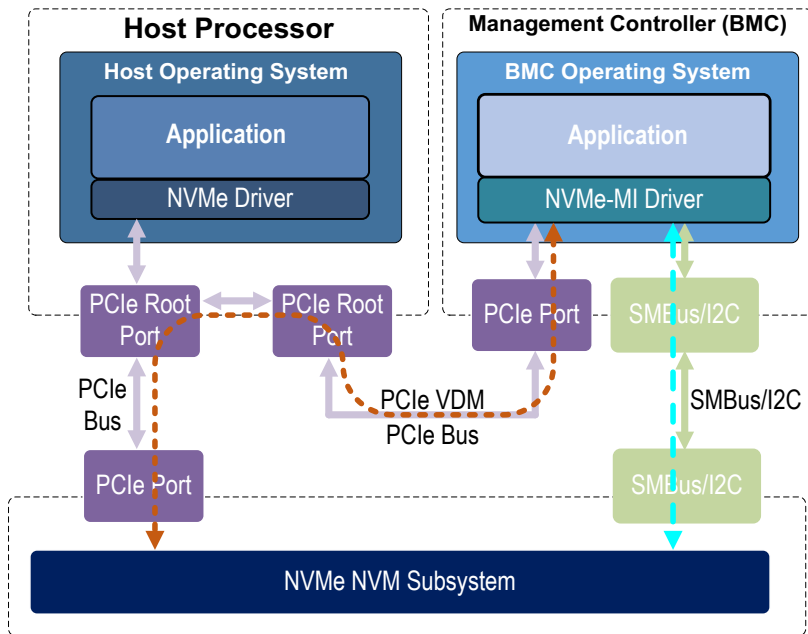 Host Processor
Host Operating System
Application
NVMe Driver
Management Controller (BMC)
BMC Operating System
Application
NVMe-MI Driver
PCIe Root
Port
PCIe Root
Port
PCIe Port
SMBus/I2C
PCIe
Bus
PCIe VDM
PCIe Bus
SMBus/I2C
PCIe Port
SMBus/I2C
NVMe NVM Subsystem